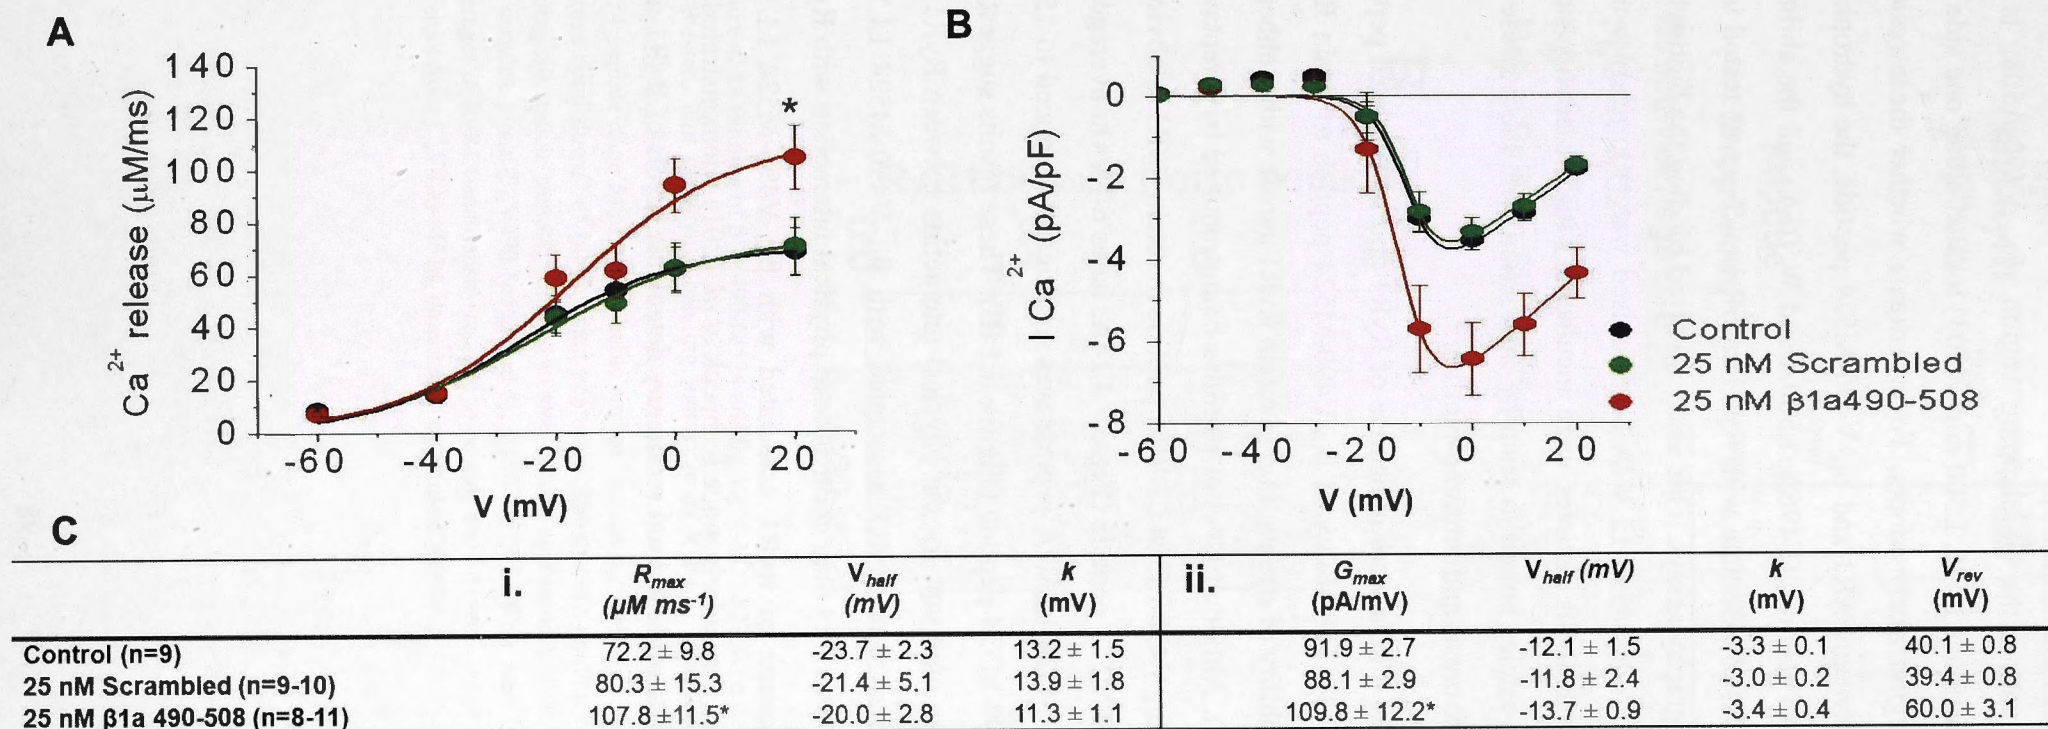 A
140
120
100
80
60
40
20
0
Ca2+ release (µM/ms)
*
-60 -40 -20 0 20
V (mV)
B
0
-2
-4
-6
-8
I Ca2+ (pA/pF)
-60 -40 -20 0 20
V (mV)
Control
25 nM Scrambled
25 nM β1a490-508
C
i. Rmax Vhalf k ii. Gmax Vhalf (mV) k Vrev
(µM ms-1) (mV) (mV) (pA/mV) (mV) (mV)
Control (n=9) 72.2 ± 9.8 -23.7 ± 2.3 13.2 ± 1.5 91.9 ± 2.7 -12.1 ± 1.5 -3.3 ± 0.1 40.1 ± 0.8
25 nM Scrambled (n=9-10) 80.3 ± 15.3 -21.4 ± 5.1 13.9 ± 1.8 88.1 ± 2.9 -11.8 ± 2.4 -3.0 ± 0.2 39.4 ± 0.8
25 nM β1a 490-508 (n=8-11) 107.8 ±11.5* -20.0 ± 2.8 11.3 ± 1.1 109.8 ± 12.2* -13.7 ± 0.9 -3.4 ± 0.4 60.0 ± 3.1